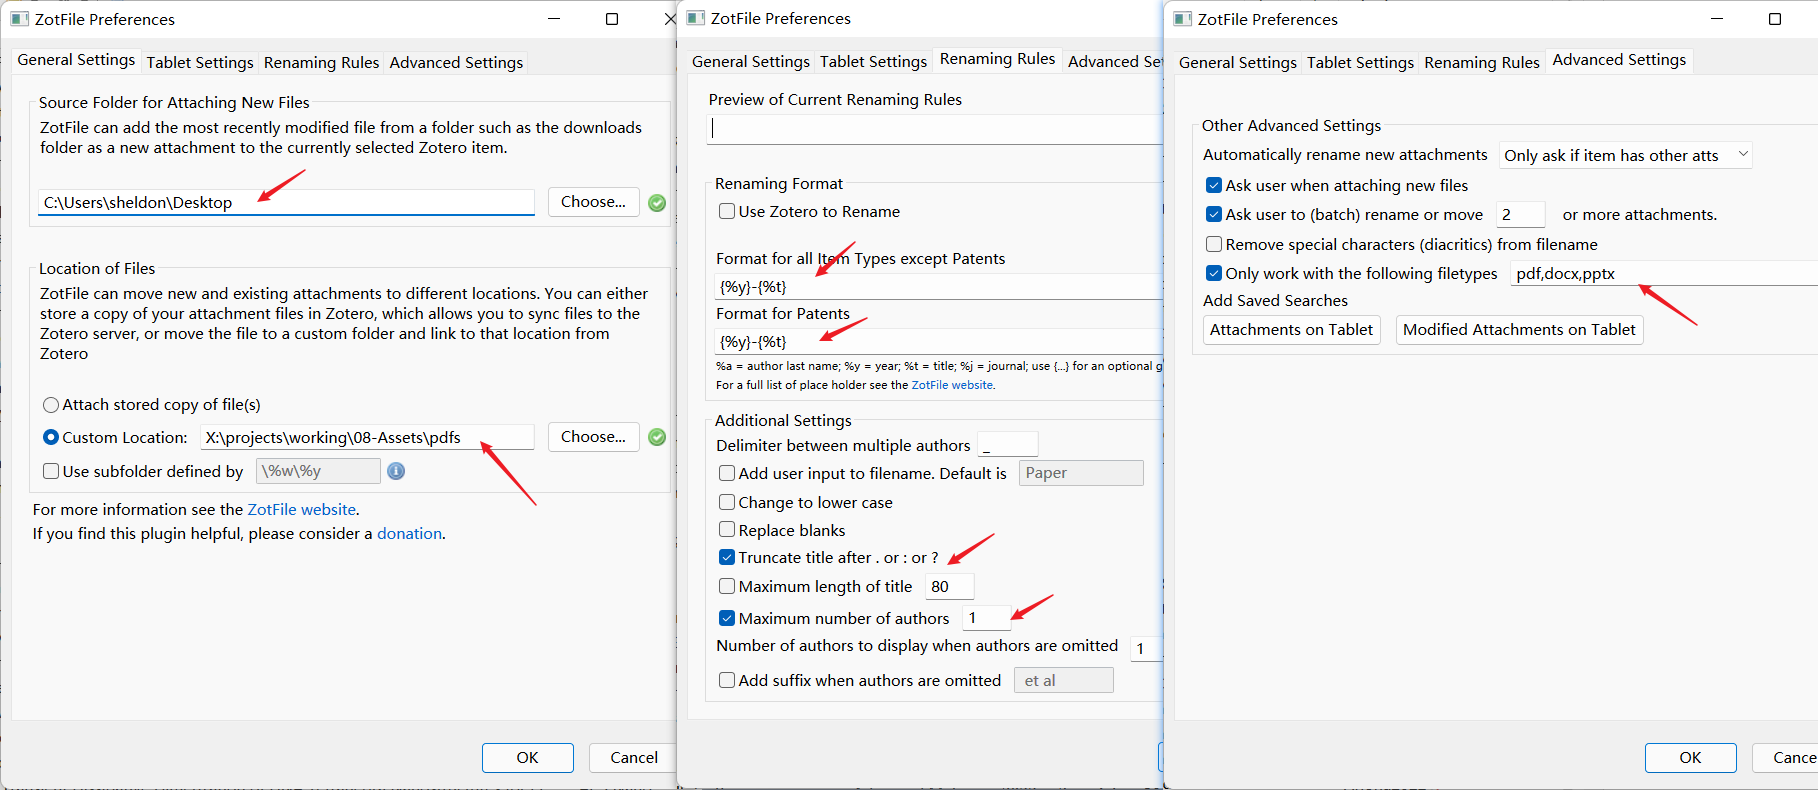 ZotFile Preferences
General Settings Tablet Settings Renaming Rules Advanced Settings
Source Folder for Attaching New Files
ZotFile can add the most recently modified file from a folder such as the downloads
folder as a new attachment to the currently selected Zotero item.
C:\Users\sheldon\Desktop Choose...
Location of Files
ZotFile can move new and existing attachments to different locations. You can either
store a copy of your attachment files in Zotero, which allows you to sync files to the
Zotero server, or move the file to a custom folder and link to that location from
Zotero
Attach stored copy of file(s)
Custom Location: X:\projects\working\08-Assets\pdfs Choose...
Use subfolder defined by \%w\%y
For more information see the ZotFile website.
If you find this plugin helpful, please consider a donation.
OK Cancel
ZotFile Preferences
General Settings Tablet Settings Renaming Rules Advanced Se
Preview of Current Renaming Rules
Renaming Format
Use Zotero to Rename
Format for all Item Types except Patents
{%y}-{%t}
Format for Patents
{%y}-{%t}
%a = author last name; %y = year; %t = title; %j = journal; use {...} for an optional g
For a full list of place holder see the ZotFile website.
Additional Settings
Delimiter between multiple authors _
Add user input to filename. Default is Paper
Change to lower case
Replace blanks
Truncate title after . or : or ?
Maximum length of title 80
Maximum number of authors 1
Number of authors to display when authors are omitted 1
Add suffix when authors are omitted et al
ZotFile Preferences
General Settings Tablet Settings Renaming Rules Advanced Settings
Other Advanced Settings
Automatically rename new attachments Only ask if item has other atts
Ask user when attaching new files
Ask user to (batch) rename or move 2 or more attachments.
Remove special characters (diacritics) from filename
Only work with the following filetypes pdf,docx,pptx
Add Saved Searches
Attachments on Tablet Modified Attachments on Tablet
OK Cance